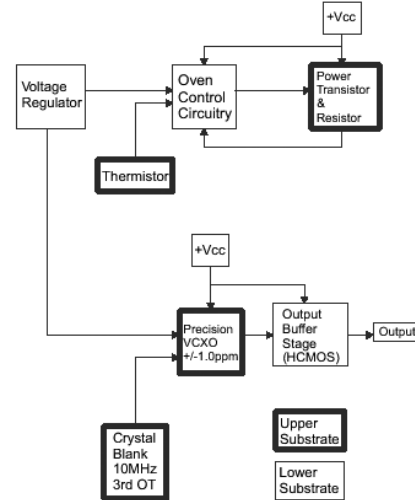 +Vcc
Voltage
Regulator
Oven
Control
Circuitry
Power
Transistor
&
Resistor
Thermistor
+Vcc
Precision
VCXO
+/-1.0ppm
Output
Buffer
Stage
(HCMOS)
Output
Crystal
Blank
10MHz
3rd OT
Upper
Substrate
Lower
Substrate